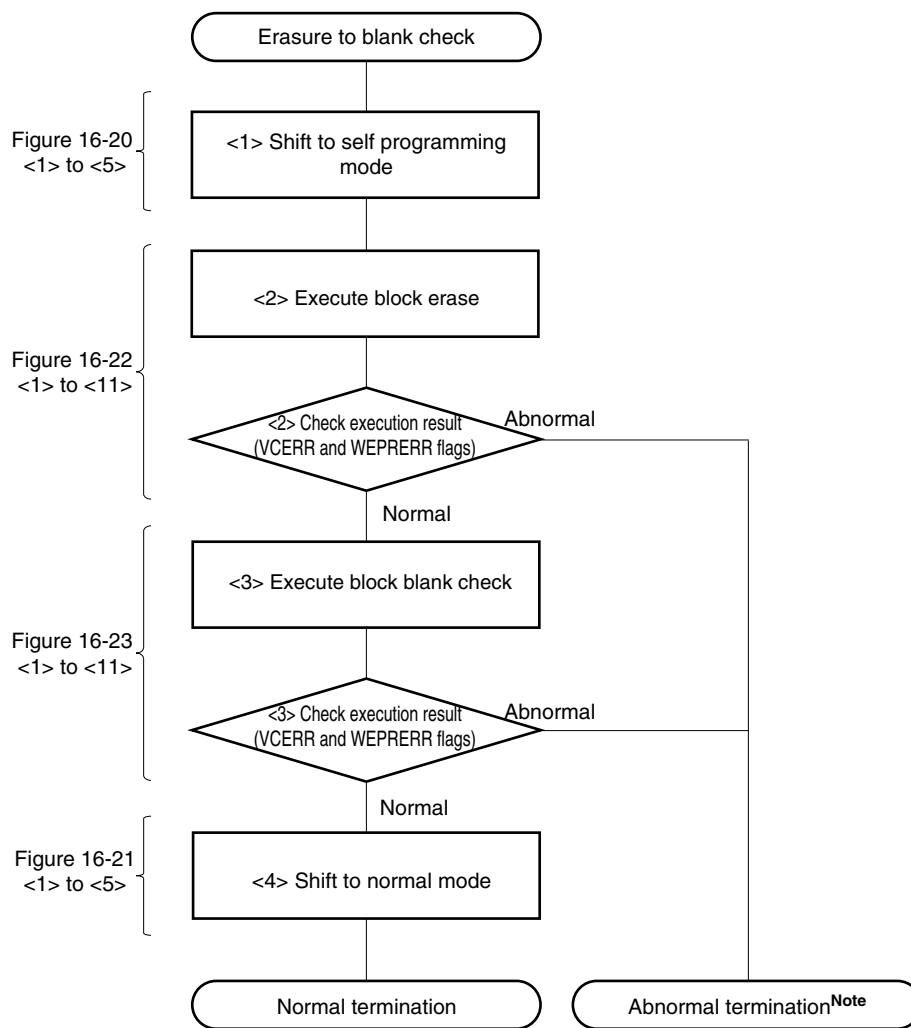 Erasure to blank check
Figure 16-20
<1> to <5>
<1> Shift to self programming
mode
<2> Execute block erase
Figure 16-22
<1> to <11>
<2> Check execution result
(VCERR and WEPRERR flags)
Abnormal
Normal
<3> Execute block blank check
Figure 16-23
<1> to <11>
<3> Check execution result
(VCERR and WEPRERR flags)
Abnormal
Normal
Figure 16-21
<1> to <5>
<4> Shift to normal mode
Normal termination
Abnormal termination Note